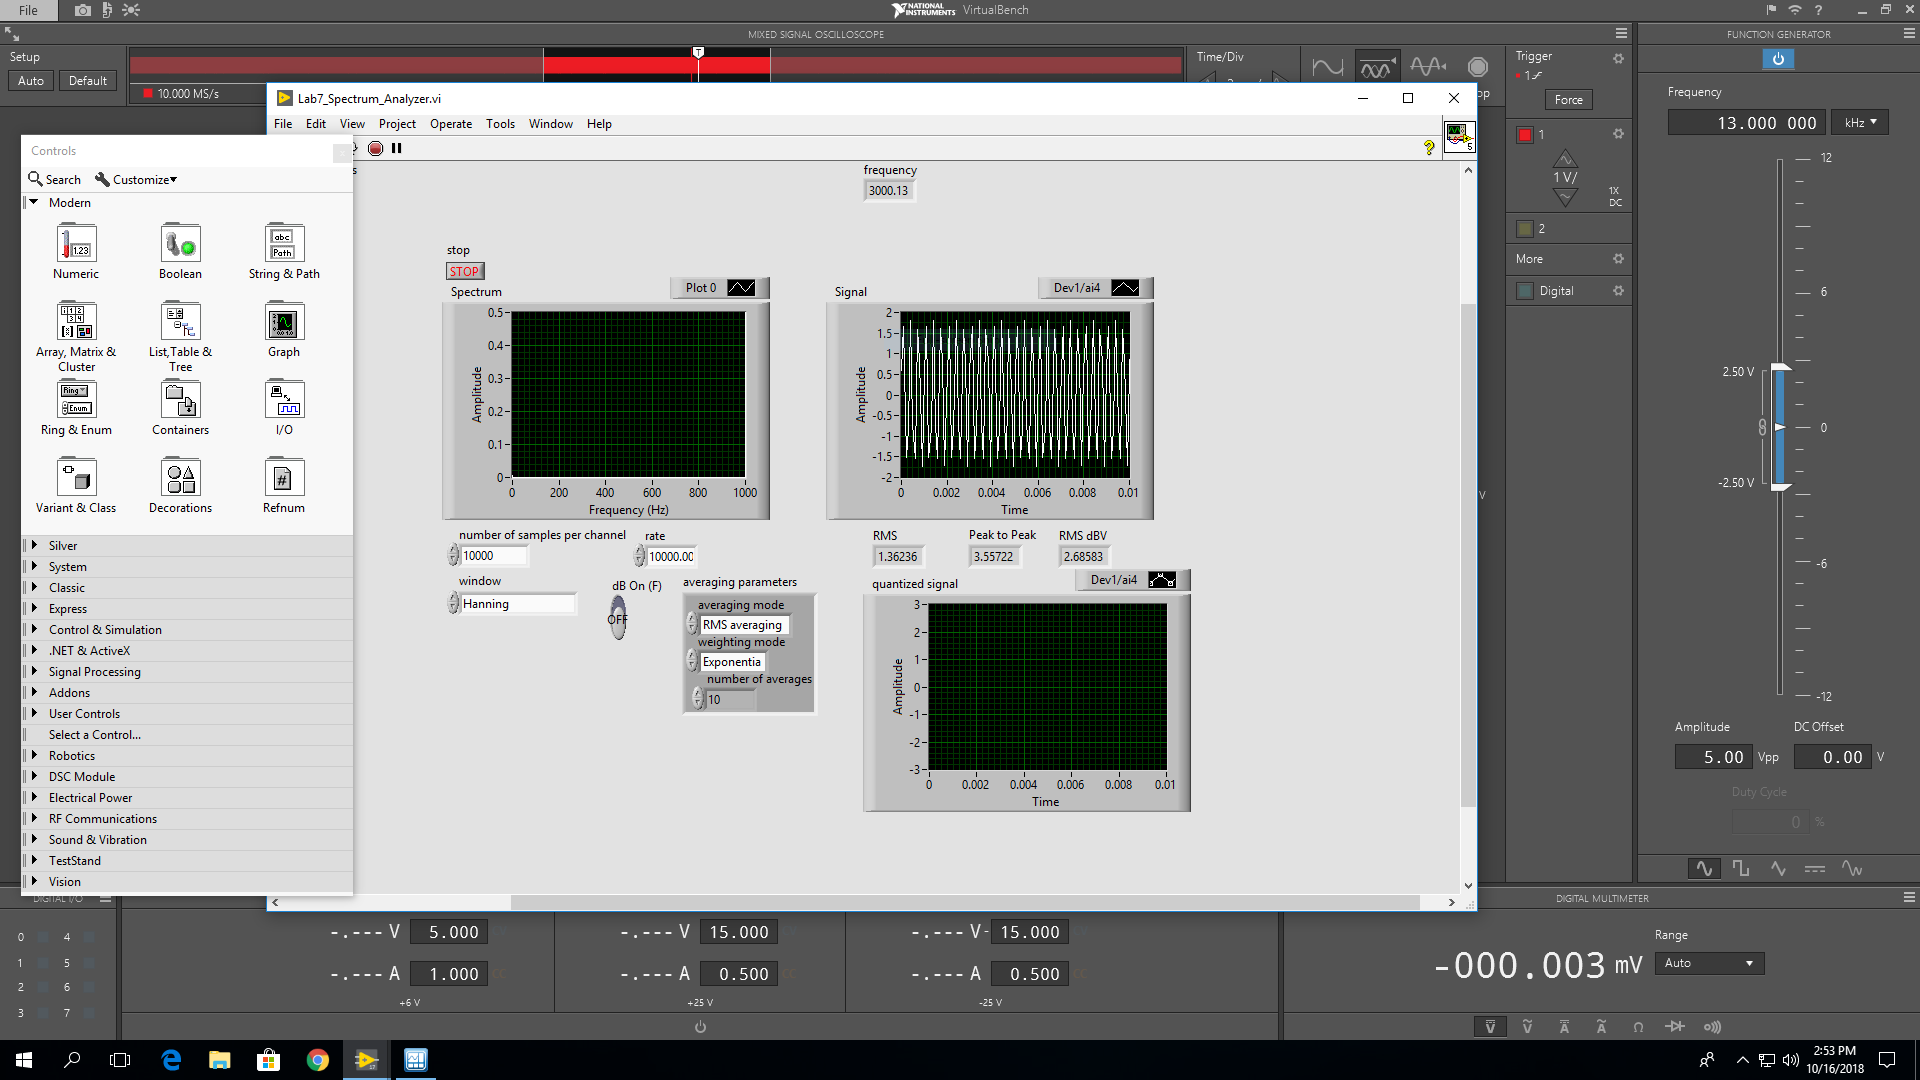 File
NATIONAL INSTRUMENTS VirtualBench
MIXED SIGNAL OSCILLOSCOPE
FUNCTION GENERATOR
Setup
Auto
Default
10.000 MS/s
T
Time/Div
Trigger
1
Force
1
1 V/
1X
DC
2
More
Digital
Frequency
13.000 000
kHz
12
6
2.50 V
0
-2.50 V
-6
-12
Amplitude
DC Offset
5.00 Vpp
0.00 V
Duty Cycle
0 %
Lab7_Spectrum_Analyzer.vi
File Edit View Project Operate Tools Window Help
5
Controls
Search
Customize
Modern
Numeric
Boolean
String & Path
Array, Matrix & Cluster
List, Table & Tree
Graph
Ring & Enum
Containers
I/O
Variant & Class
Decorations
Refnum
Silver
System
Classic
Express
Control & Simulation
.NET & ActiveX
Signal Processing
Addons
User Controls
Select a Control...
Robotics
DSC Module
Electrical Power
RF Communications
Sound & Vibration
TestStand
Vision
frequency
3000.13
stop
STOP
Spectrum
Plot 0
Amplitude
0.5
0.4
0.3
0.2
0.1
0
0 200 400 600 800 1000
Frequency (Hz)
Signal
Dev1/ai4
Amplitude
2
1.5
1
0.5
0
-0.5
-1
-1.5
-2
0 0.002 0.004 0.006 0.008 0.01
Time
number of samples per channel
10000
rate
10000.00
window
Hanning
dB On (F)
OFF
averaging parameters
averaging mode
RMS averaging
weighting mode
Exponentia
number of averages
10
RMS
1.36236
Peak to Peak
3.55722
RMS dBV
2.68583
quantized signal
Dev1/ai4
Amplitude
3
2
1
0
-1
-2
-3
0 0.002 0.004 0.006 0.008 0.01
Time
DIGITAL I/O
0 4
1 5
2 6
3 7
-.--- V 5.000
-.--- A 1.000
+6 V
-.--- V 15.000
-.--- A 0.500
+25 V
-.--- V -15.000
-.--- A 0.500
-25 V
DIGITAL MULTIMETER
-000.003 mV
Range
Auto
2:53 PM
10/16/2018